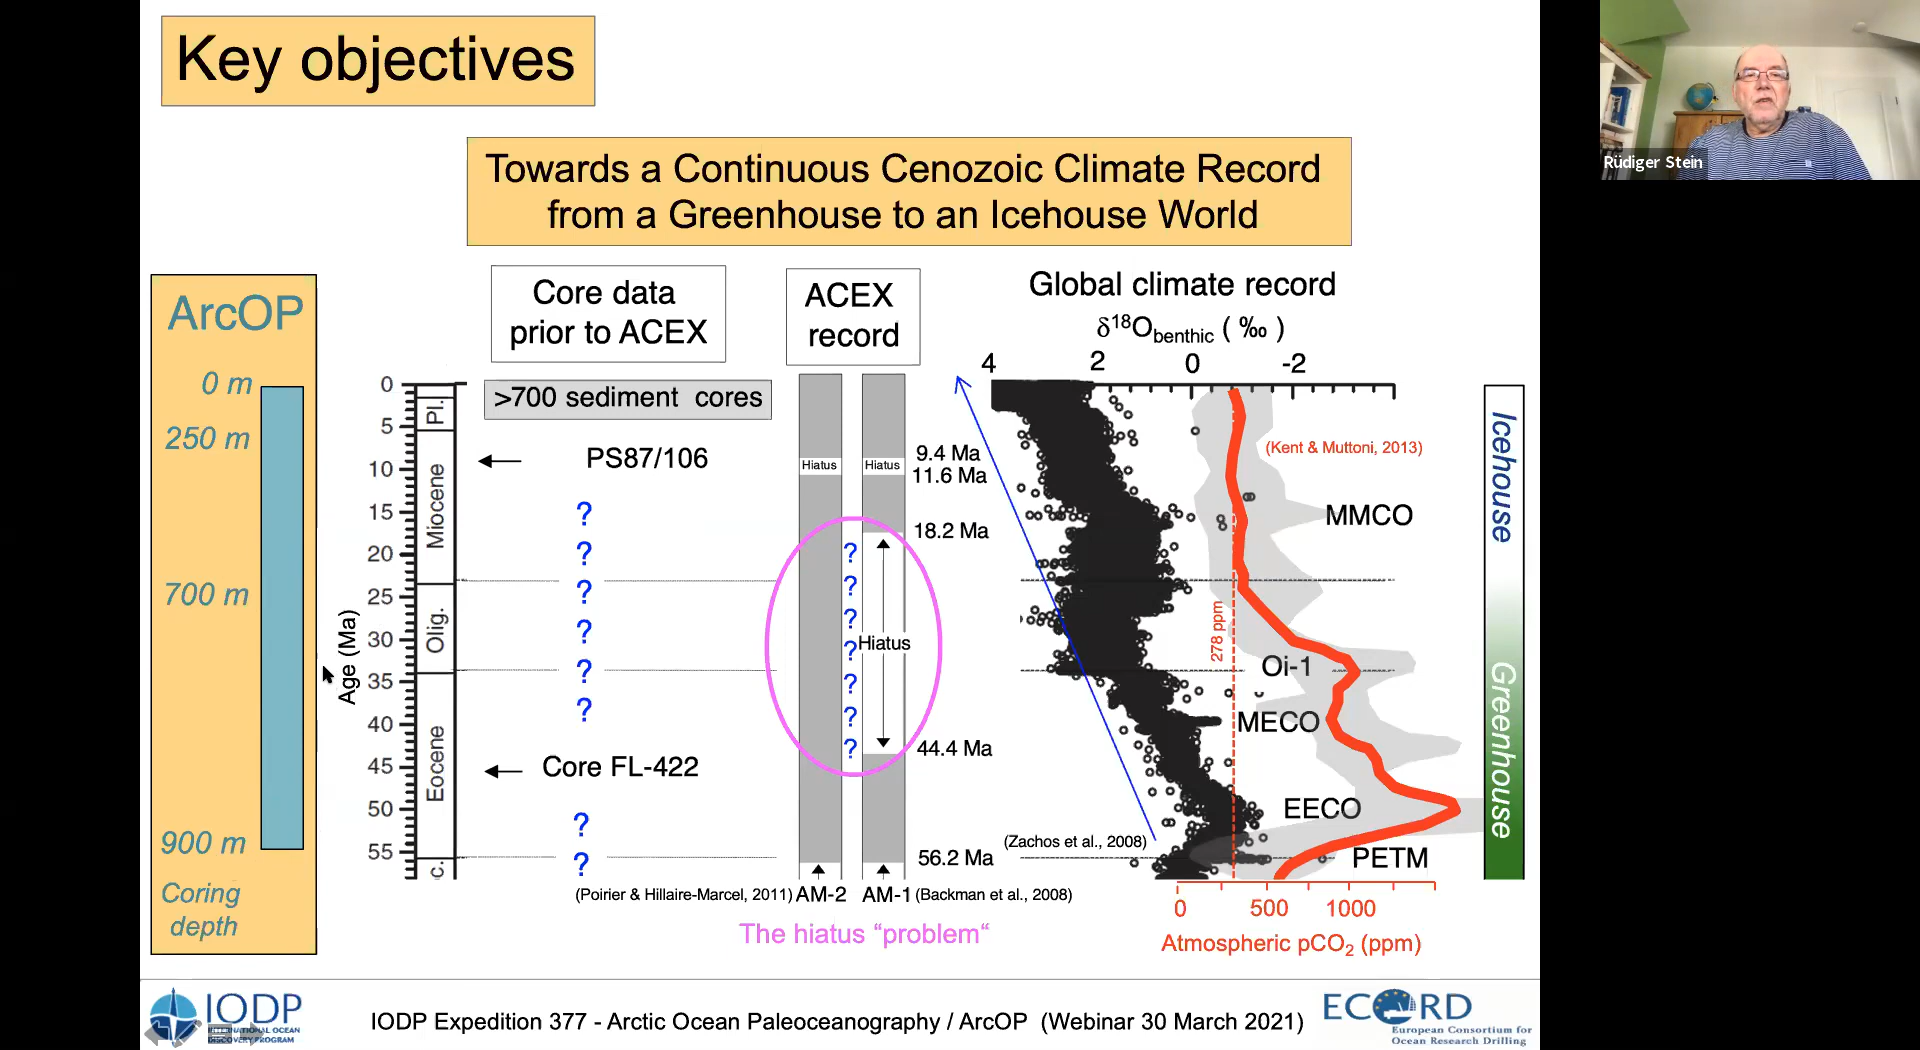 Key objectives
Rüdiger Stein
Towards a Continuous Cenozoic Climate Record
from a Greenhouse to an Icehouse World
ArcOP
0 m
250 m
700 m
900 m
Coring
depth
Core data
prior to ACEX
ACEX
record
Global climate record
δ18Obenthic ( ‰ )
4 2 0 -2
>700 sediment cores
Age (Ma)
0
5
10
15
20
25
30
35
40
45
50
55
Pl.
Miocene
Olig.
Eocene
c.
PS87/106
?
?
?
?
?
?
Core FL-422
?
?
Hiatus
Hiatus
9.4 Ma
11.6 Ma
18.2 Ma
?
?
?
?
?
?
?
Hiatus
44.4 Ma
56.2 Ma
(Poirier & Hillaire-Marcel, 2011) AM-2 AM-1 (Backman et al., 2008)
The hiatus “problem“
(Kent & Muttoni, 2013)
MMCO
278 ppm
Oi-1
MECO
EECO
(Zachos et al., 2008)
PETM
0 500 1000
Atmospheric pCO2 (ppm)
Icehouse
Greenhouse
IODP
INTERNATIONAL OCEAN
DISCOVERY PROGRAM
IODP Expedition 377 - Arctic Ocean Paleoceanography / ArcOP (Webinar 30 March 2021)
ECORD
European Consortium for
Ocean Research Drilling